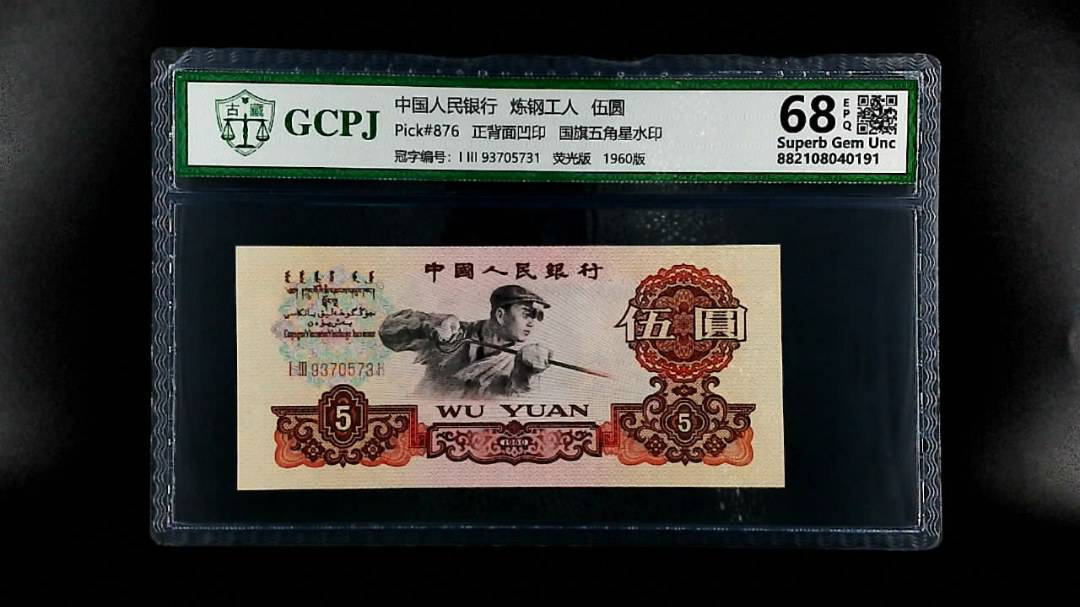 古 藏
GCPJ
中国人民银行 炼钢工人 伍圆
Pick#876 正背面凹印 国旗五角星水印
冠字编号: I III 93705731 荧光版 1960版
68 EPQ
Superb Gem Unc
882108040191
中國人民銀行
伍圓
I III 9370573
WU YUAN
5
5
1960